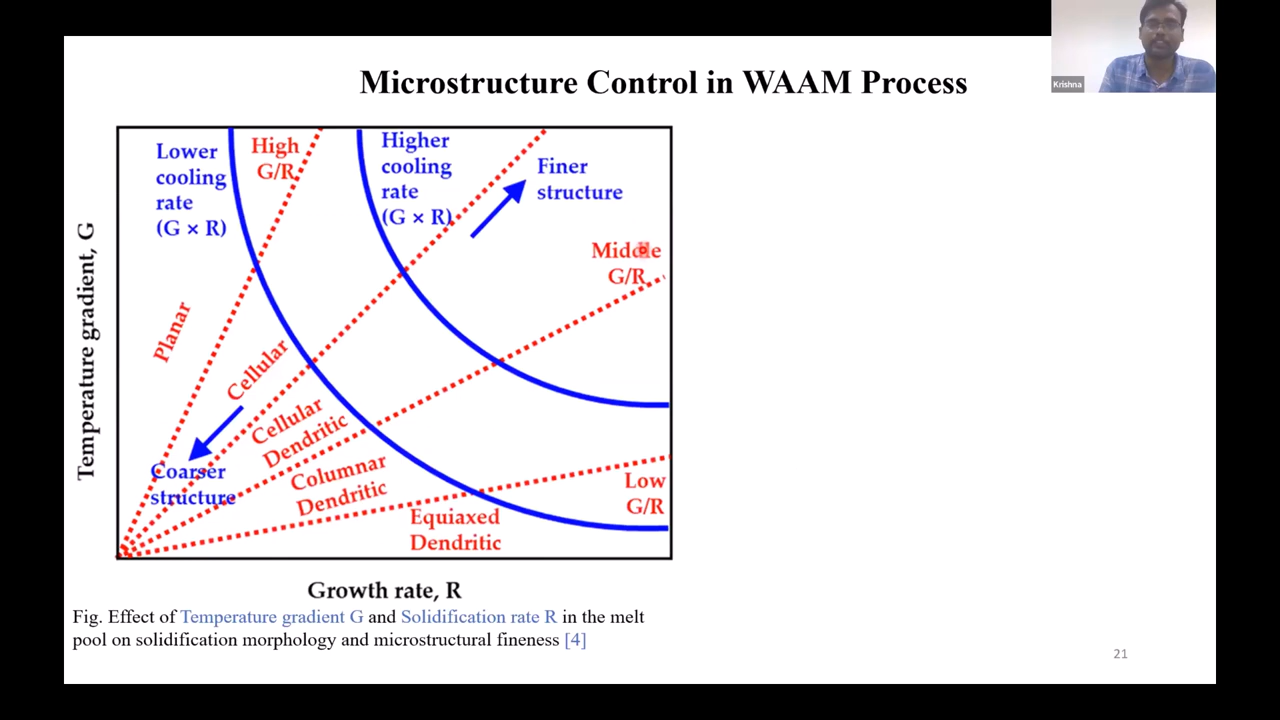 Krishna
Microstructure Control in WAAM Process
Lower
cooling
rate
(G × R)
High
G/R
Higher
cooling
rate
(G × R)
Finer
structure
Middle
G/R
Planar
Cellular
Cellular
Dendritic
Columnar
Dendritic
Coarser
structure
Equiaxed
Dendritic
Low
G/R
Temperature gradient, G
Growth rate, R
Fig. Effect of Temperature gradient G and Solidification rate R in the melt
pool on solidification morphology and microstructural fineness [4]
21